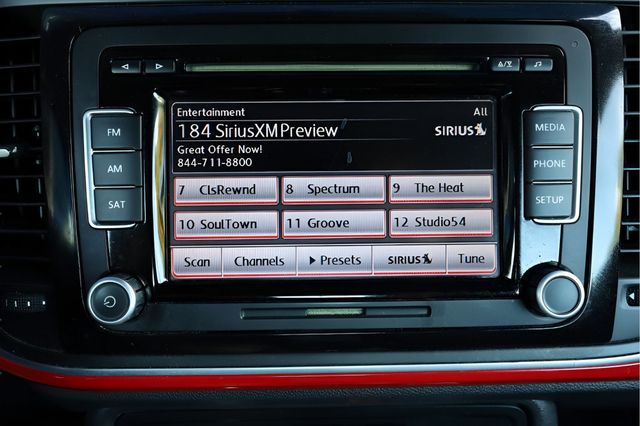 Entertainment All
184 SiriusXMPreview
SIRIUS
Great Offer Now!
844-711-8800
FM
AM
SAT
MEDIA
PHONE
SETUP
7 ClsRewnd 8 Spectrum 9 The Heat
10 SoulTown 11 Groove 12 Studio54
Scan Channels Presets SIRIUS Tune